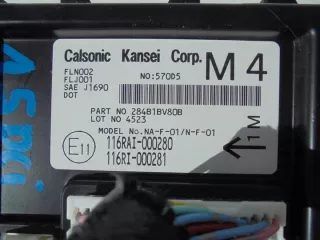 Calsonic Kansei Corp.
FLN002
FLJ001
SAE J1690
DOT
NO:570D5
M4
PART NO 284B1BV80B
LOT NO 4523
MODEL No.NA-F-01/N-F-01
E11
116RAI-000280
116RI-000281
1M